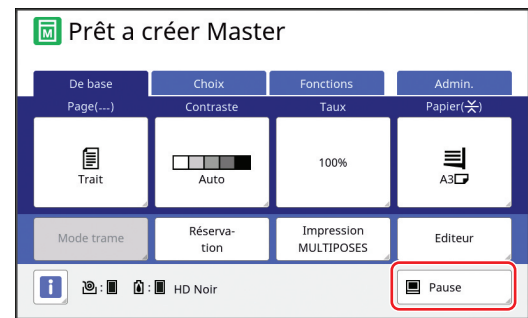 M Prêt a créer Master
De base Choix Fonctions Admin.
Page(---) Contraste Taux Papier( )
Trait Auto 100% A3
Mode trame Réserva-
tion Impression
MULTIPOSES Editeur
i : : HD Noir Pause